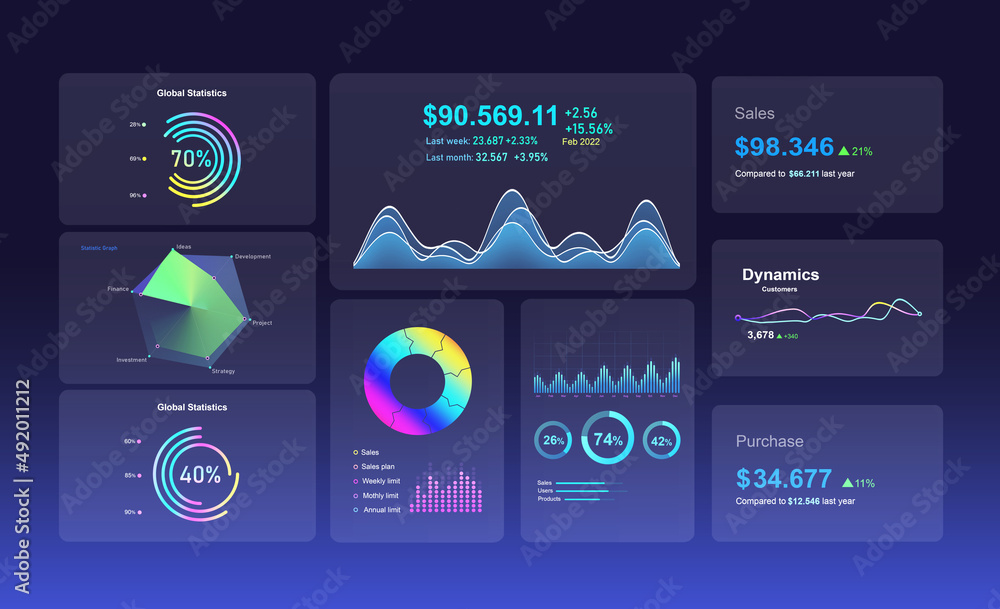 Global Statistics
28%
69%
96%
70%
Statistic Graph
Ideas
Development
Finance
Project
Investment
Strategy
Global Statistics
60%
85%
90%
40%
$90.569.11
+2.56
+15.56%
Last week: 23.687 +2.33%
Feb 2022
Last month: 32.567 +3.95%
Sales
Sales plan
Weekly limit
Mothly limit
Annual limit
26%
74%
42%
Sales
Users
Products
Sales
$98.346
21%
Compared to $66.211 last year
Dynamics
Customers
3,678 +340
Purchase
$34.677
11%
Compared to $12.546 last year
Adobe Stock | #492011212
Adobe Stock